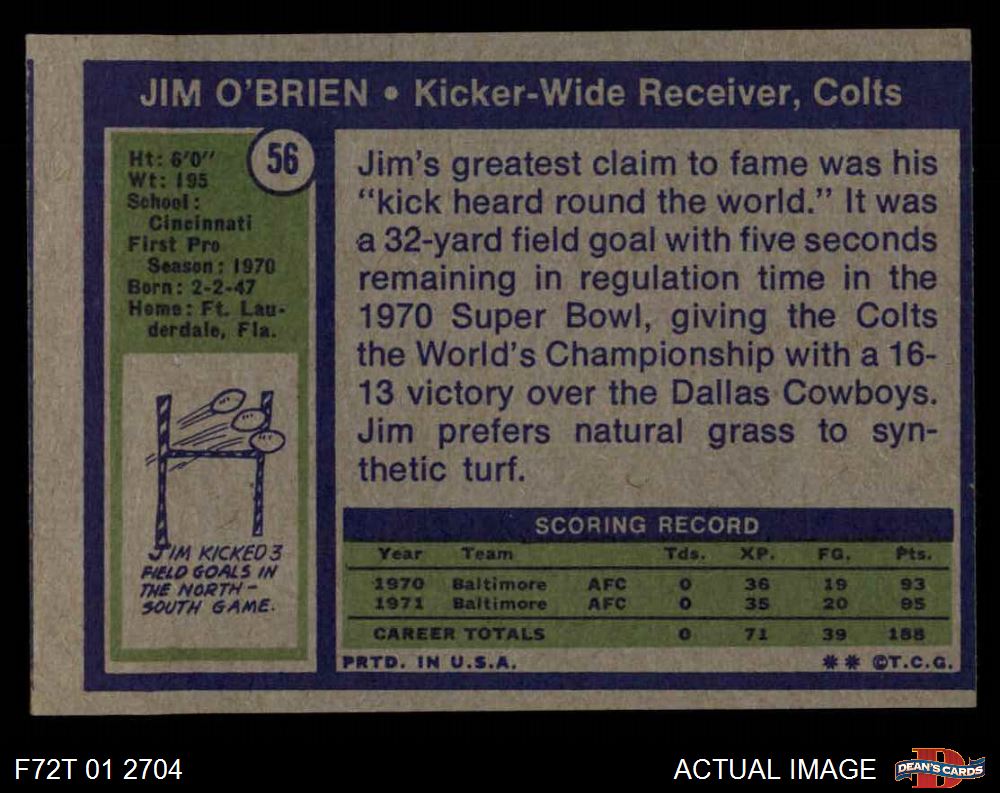 JIM O'BRIEN • Kicker-Wide Receiver, Colts
56
Ht: 6'0"
Wt: 195
School:
Cincinnati
First Pro
Season: 1970
Born: 2-2-47
Home: Ft. Lau-
derdale, Fla.
JIM KICKED 3
FIELD GOALS IN
THE NORTH-
SOUTH GAME.
Jim's greatest claim to fame was his
"kick heard round the world." It was
a 32-yard field goal with five seconds
remaining in regulation time in the
1970 Super Bowl, giving the Colts
the World's Championship with a 16-
13 victory over the Dallas Cowboys.
Jim prefers natural grass to syn-
thetic turf.
SCORING RECORD
Year Team Tds. XP. FG. Pts.
1970 Baltimore AFC 0 36 19 93
1971 Baltimore AFC 0 35 20 95
CAREER TOTALS 0 71 39 188
PRTD. IN U.S.A. ** ©T.C.G.
F72T 01 2704 ACTUAL IMAGE DEAN'S CARDS